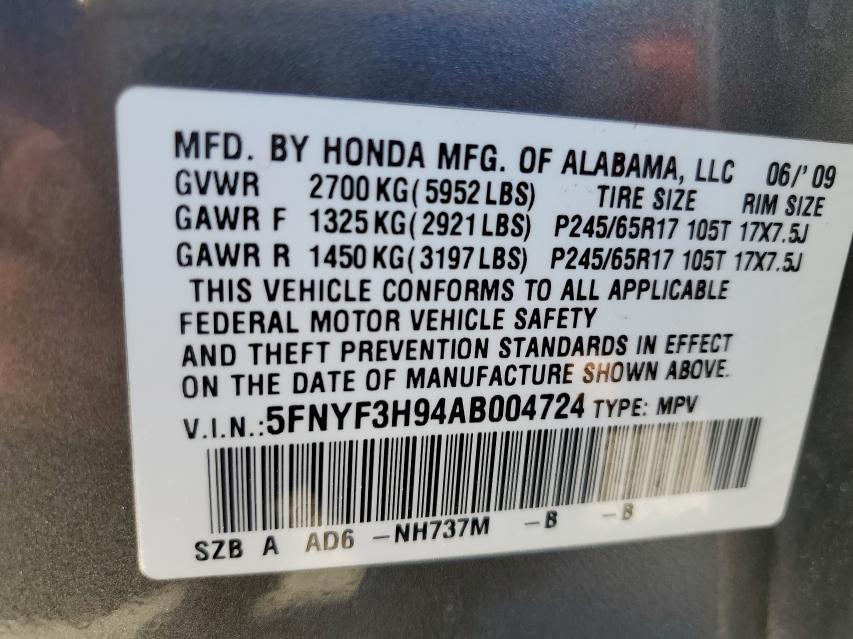 MFD. BY HONDA MFG. OF ALABAMA, LLC 06/'09
GVWR 2700 KG(5952 LBS) TIRE SIZE RIM SIZE
GAWR F 1325 KG(2921 LBS) P245/65R17 105T 17X7.5J
GAWR R 1450 KG(3197 LBS) P245/65R17 105T 17X7.5J
THIS VEHICLE CONFORMS TO ALL APPLICABLE
FEDERAL MOTOR VEHICLE SAFETY
AND THEFT PREVENTION STANDARDS IN EFFECT
ON THE DATE OF MANUFACTURE SHOWN ABOVE.
V.I.N.:5FNYF3H94AB004724 TYPE: MPV
SZB A AD6 -NH737M -B -B